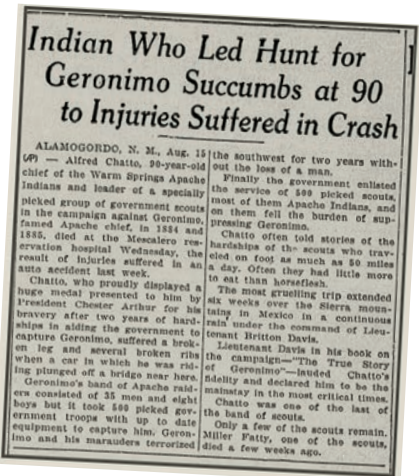 Indian Who Led Hunt for
Geronimo Succumbs at 90
to Injuries Suffered in Crash
ALAMOGORDO, N. M., Aug. 15
(AP) — Alfred Chatto, 90-year-old
chief of the Warm Springs Apache
Indians and leader of a specially
picked group of government scouts
in the campaign against Geronimo,
famed Apache chief, in 1884 and
1885, died at the Mescalero res-
ervation hospital Wednesday, the
result of injuries suffered in an
auto accident last week.
Chatto, who proudly displayed a
huge medal presented to him by
President Chester Arthur for his
bravery after two years of hard-
ships in aiding the government to
capture Geronimo, suffered a brok-
en leg and several broken ribs
when a car in which he was rid-
ing plunged off a bridge near here.
Geronimo's band of Apache raid-
ers consisted of 35 men and eight
boys but it took 500 picked gov-
ernment troops with up to date
equipment to capture him. Geron-
imo and his marauders terrorized
the southwest for two years with-
out the loss of a man.
Finally the government enlisted
the service of 500 picked scouts,
most of them Apache Indians, and
on them fell the burden of sup-
pressing Geronimo.
Chatto often told stories of the
hardships of the scouts who trav-
eled on foot as much as 50 miles
a day. Often they had little more
to eat than horseflesh.
The most gruelling trip extended
six weeks over the Sierra moun-
tains in Mexico in a continuous
rain under the command of Lieu-
tenant Britton Davis.
Lieutenant Davis in his book on
the campaign—"The True Story
of Geronimo"—lauded Chatto's
fidelity and declared him to be the
mainstay in the most critical times.
Chatto was one of the last of
the band of scouts.
Only a few of the scouts remain.
Miller Fatty, one of the scouts,
died a few weeks ago.